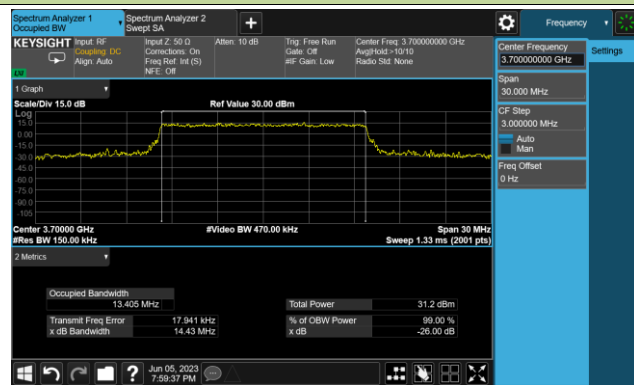 Spectrum Analyzer 1
Occupied BW
Spectrum Analyzer 2
Swept SA
+
Frequency
KEYSIGHT
Input: RF
Coupling: DC
Align: Auto
Input Z: 50 Ω
Corrections: On
Freq Ref: Int (S)
NFE: Off
Atten: 10 dB
Trig: Free Run
Gate: Off
#IF Gain: Low
Center Freq: 3.700000000 GHz
Avg|Hold:>10/10
Radio Std: None
Center Frequency
3.700000000 GHz
Settings
Span
30.000 MHz
CF Step
3.000000 MHz
Auto
Man
Freq Offset
0 Hz
1 Graph
Scale/Div 15.0 dB
Ref Value 30.00 dBm
Log
15.0
0.00
-15.0
-30.0
-45.0
-60.0
-75.0
-90.0
-105
Center 3.70000 GHz
#Video BW 470.00 kHz
Span 30 MHz
#Res BW 150.00 kHz
Sweep 1.33 ms (2001 pts)
2 Metrics
Occupied Bandwidth
13.405 MHz
Total Power 31.2 dBm
Transmit Freq Error 17.941 kHz
% of OBW Power 99.00 %
x dB Bandwidth 14.43 MHz
x dB -26.00 dB
?
Jun 05, 2023
7:59:37 PM